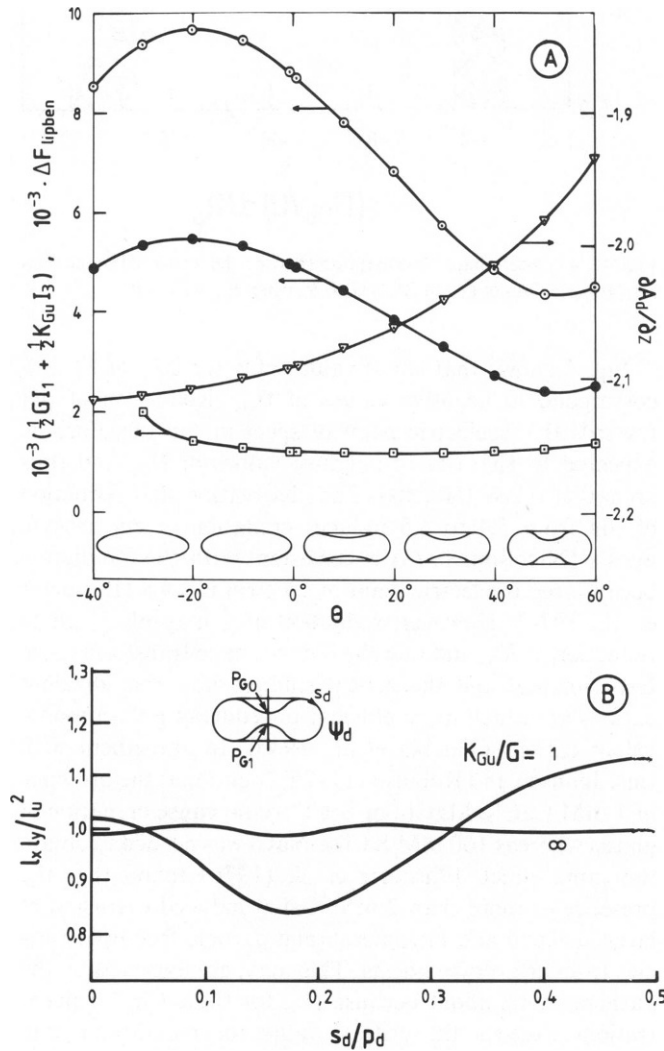 10
8
6
4
2
0
10⁻³(½GI₁ + ½K_Gu I₃) , 10⁻³ · ΔF_lipben
A
-1,9
-2,0
-2,1
-2,2
∂A_d/∂z
-40° -20° 0° 20° 40° 60°
θ
1,3
1,2
1,1
1,0
0,9
0,8
l_x l_y/l_u²
B
P_G0
P_G1
s_d
Ψ_d
K_Gu/G = 1
∞
0 0,1 0,2 0,3 0,4 0,5
s_d/p_d